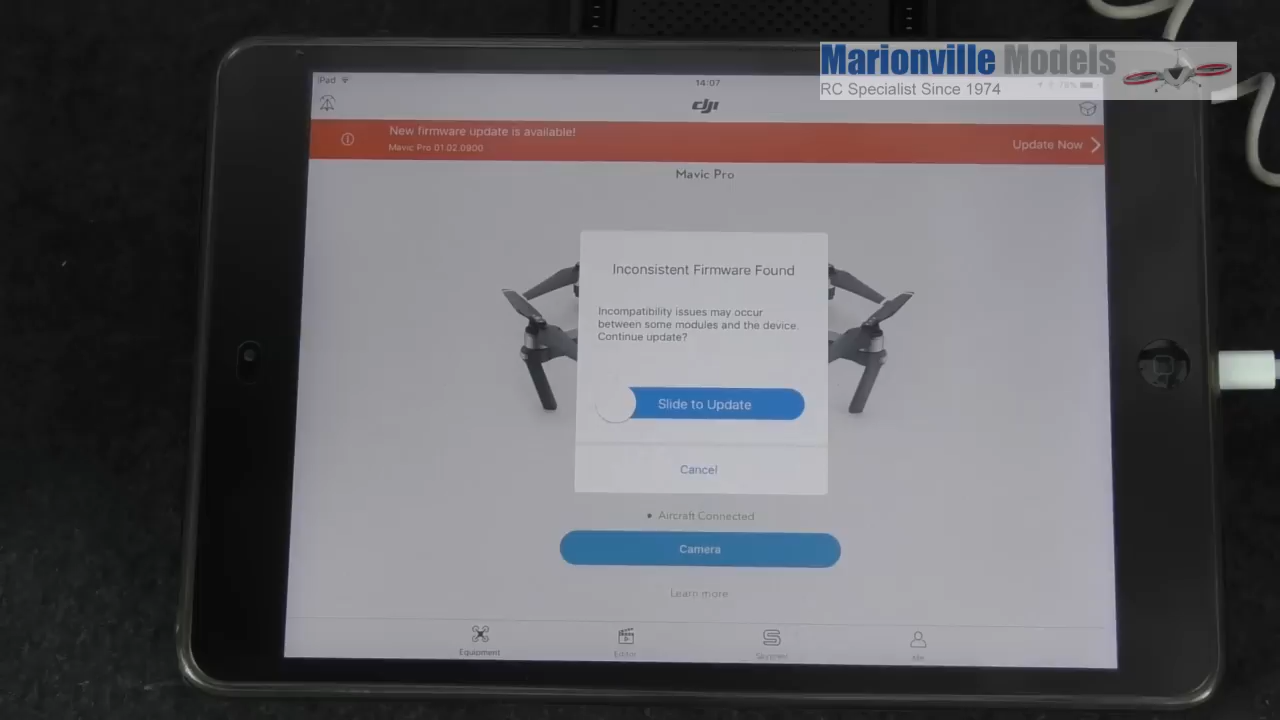 Marionville Models
RC Specialist Since 1974
iPad
14:07
76%
dji
New firmware update is available!
Mavic Pro 01.02.0900
Update Now
Mavic Pro
Inconsistent Firmware Found
Incompatibility issues may occur
between some modules and the device.
Continue update?
Slide to Update
Cancel
Aircraft Connected
Camera
Learn more
Equipment
Editor
Skypixel
Me